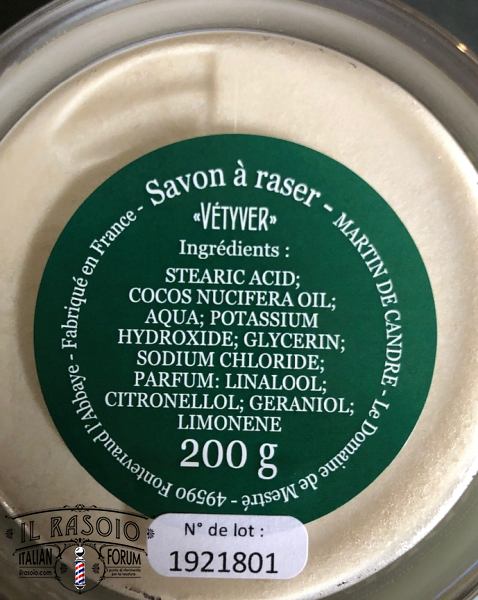 - Savon à raser - MARTIN DE CANDRE - Le Domaine de Mestré - 49590 Fontevraud l'Abbaye - Fabriqué en France
«VÉTYVER»
Ingrédients :
STEARIC ACID;
COCOS NUCIFERA OIL;
AQUA; POTASSIUM
HYDROXIDE; GLYCERIN;
SODIUM CHLORIDE;
PARFUM: LINALOOL;
CITRONELLOL; GERANIOL;
LIMONENE
200 g
N° de lot :
1921801
IL RASOIO
ITALIAN FORUM
ilrasoio.com